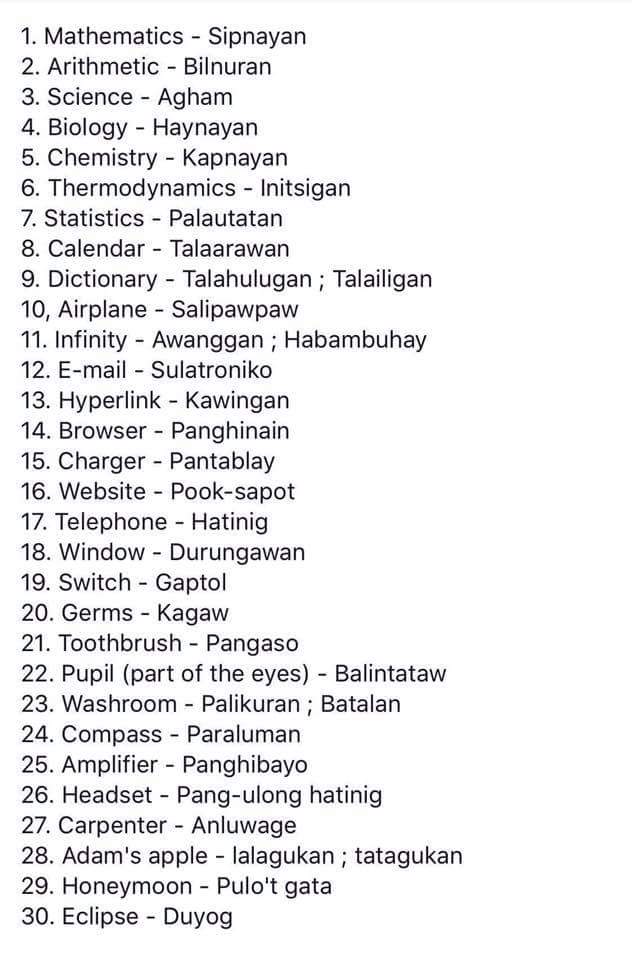 1. Mathematics - Sipnayan
2. Arithmetic - Bilnuran
3. Science - Agham
4. Biology - Haynayan
5. Chemistry - Kapnayan
6. Thermodynamics - Initsigan
7. Statistics - Palautatan
8. Calendar - Talaarawan
9. Dictionary - Talahulugan ; Talailigan
10, Airplane - Salipawpaw
11. Infinity - Awanggan ; Habambuhay
12. E-mail - Sulatroniko
13. Hyperlink - Kawingan
14. Browser - Panghinain
15. Charger - Pantablay
16. Website - Pook-sapot
17. Telephone - Hatinig
18. Window - Durungawan
19. Switch - Gaptol
20. Germs - Kagaw
21. Toothbrush - Pangaso
22. Pupil (part of the eyes) - Balintataw
23. Washroom - Palikuran ; Batalan
24. Compass - Paraluman
25. Amplifier - Panghibayo
26. Headset - Pang-ulong hatinig
27. Carpenter - Anluwage
28. Adam's apple - lalagukan ; tatagukan
29. Honeymoon - Pulo't gata
30. Eclipse - Duyog